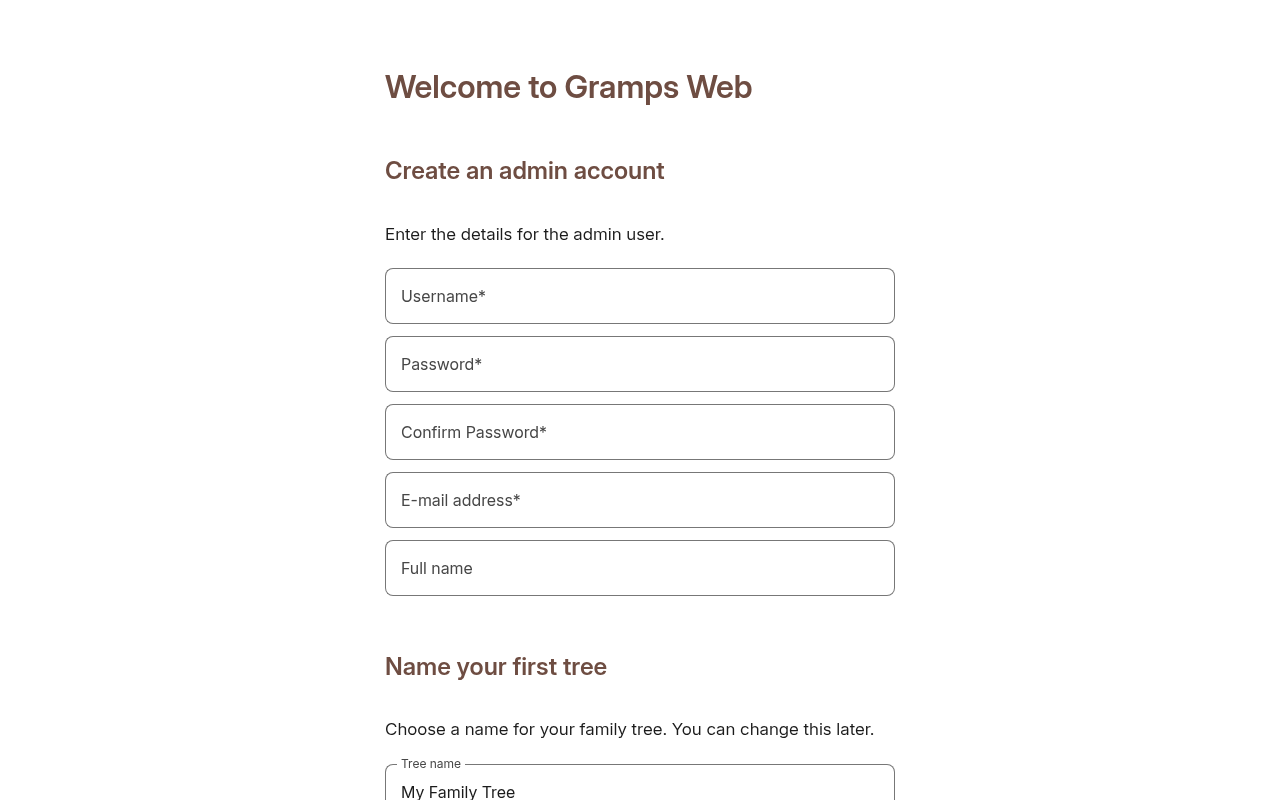 Welcome to Gramps Web
Create an admin account
Enter the details for the admin user.
Username*
Password*
Confirm Password*
E-mail address*
Full name
Name your first tree
Choose a name for your family tree. You can change this later.
Tree name
My Family Tree